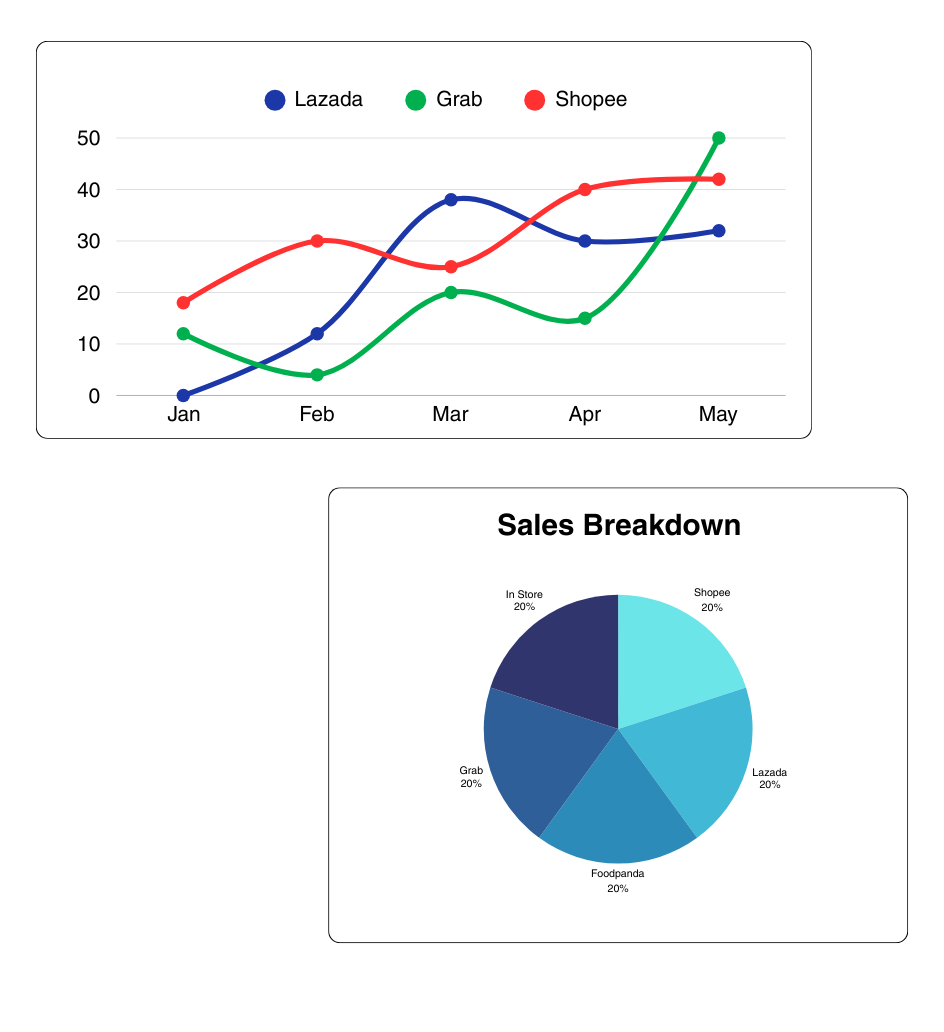 Lazada Grab Shopee
50
40
30
20
10
0
Jan Feb Mar Apr May
Sales Breakdown
In Store
20%
Shopee
20%
Grab
20%
Lazada
20%
Foodpanda
20%